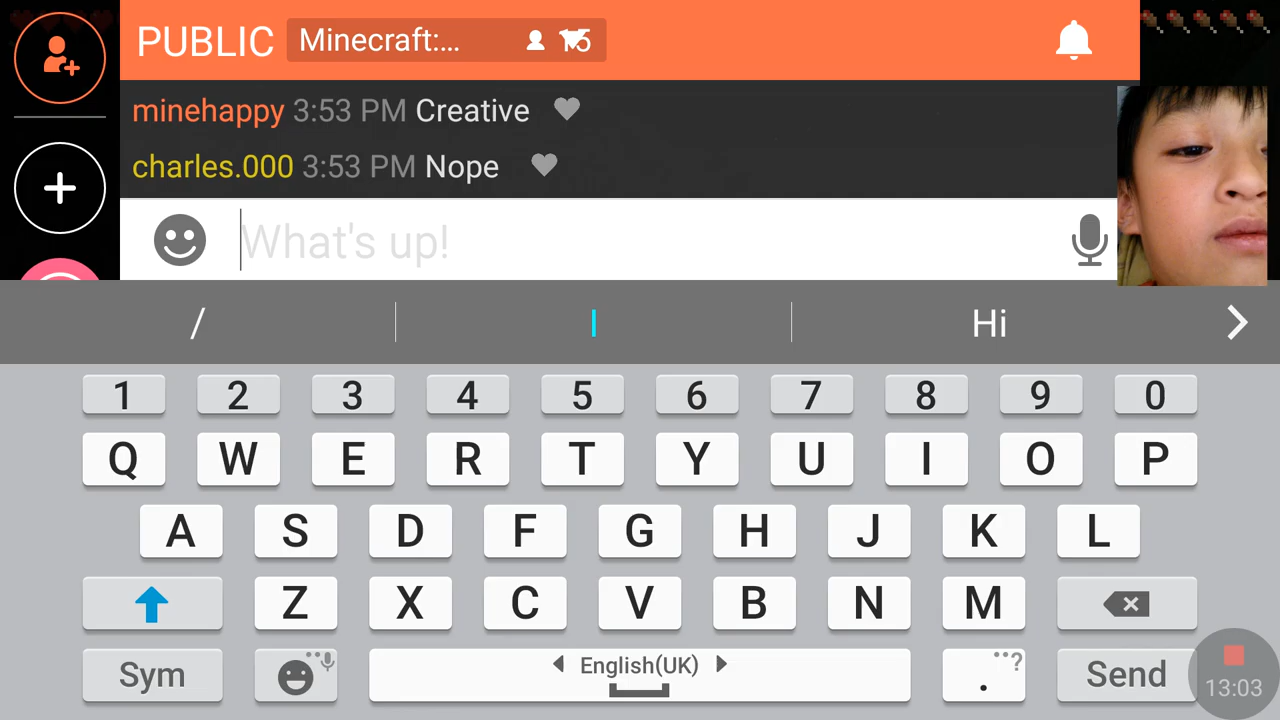 PUBLIC Minecraft:... 5
minehappy 3:53 PM Creative
charles.000 3:53 PM Nope
What's up!
/ I Hi
1 2 3 4 5 6 7 8 9 0
Q W E R T Y U I O P
A S D F G H J K L
Z X C V B N M
Sym English(UK) . ? Send
13:03